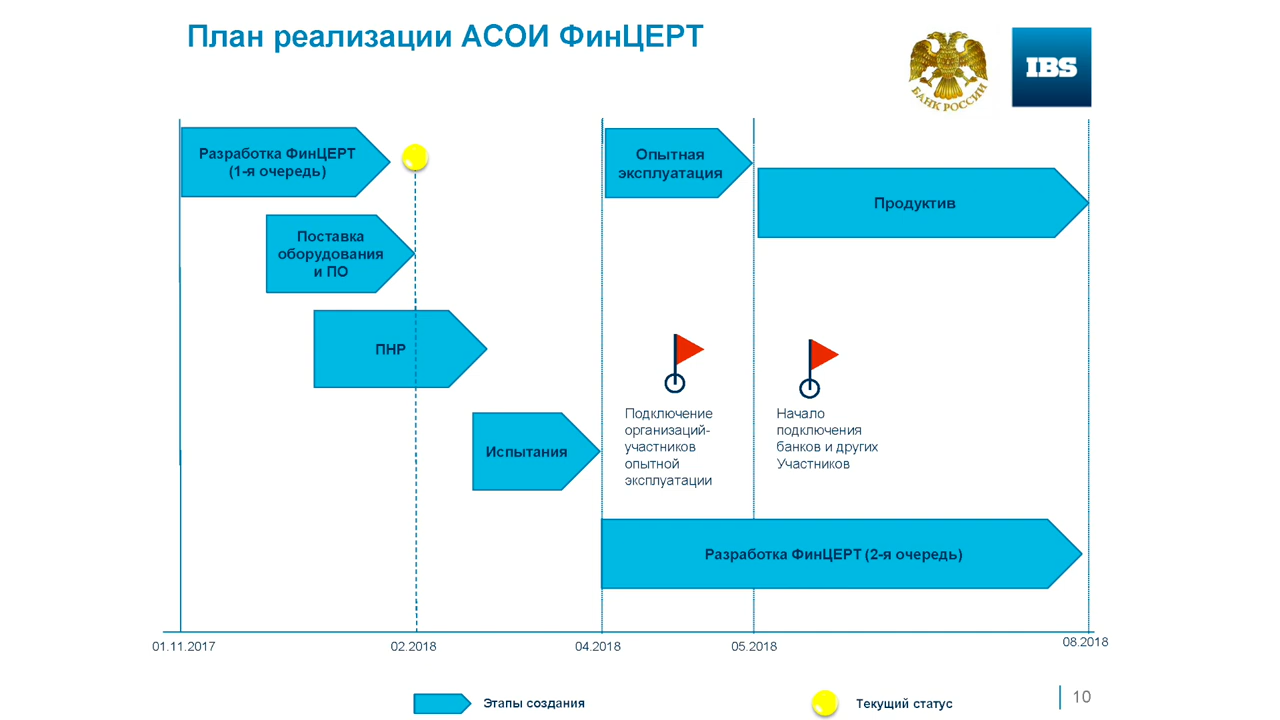 План реализации АСОИ ФинЦЕРТ
БАНК РОССИИ
IBS
Разработка ФинЦЕРТ
(1-я очередь)
Опытная
эксплуатация
Продуктив
Поставка
оборудования
и ПО
ПНР
Испытания
Подключение
организаций-
участников
опытной
эксплуатации
Начало
подключения
банков и других
Участников
Разработка ФинЦЕРТ (2-я очередь)
01.11.2017
02.2018
04.2018
05.2018
08.2018
Этапы создания
Текущий статус
10